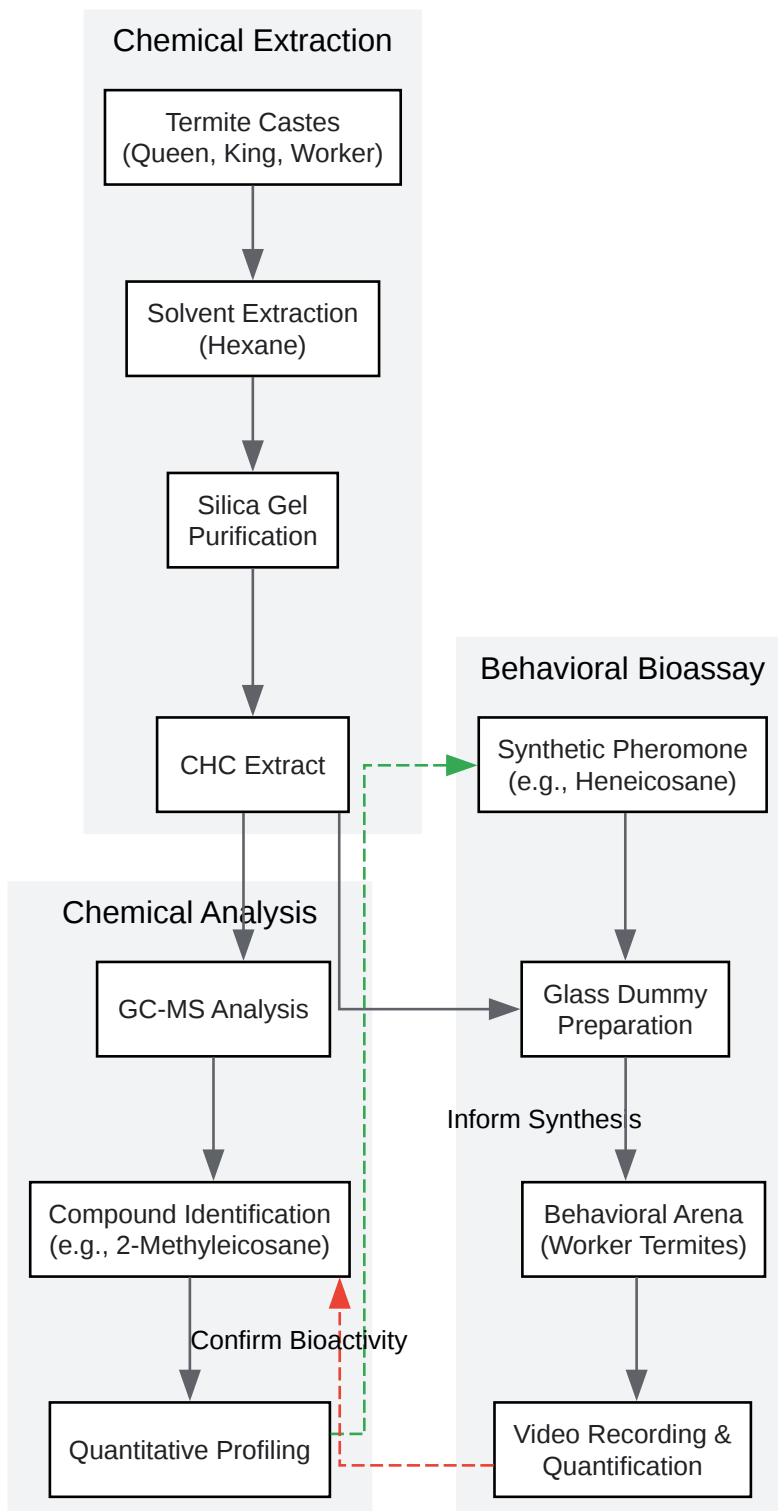 Chemical Extraction
Termite Castes
(Queen, King, Worker)
Solvent Extraction
(Hexane)
Silica Gel
Purification
CHC Extract
Behavioral Bioassay
Synthetic Pheromone
(e.g., Heneicosane)
Chemical Analysis
GC-MS Analysis
Glass Dummy
Preparation
Inform Synthesis
Compound Identification
(e.g., 2-Methyleicosane)
Behavioral Arena
(Worker Termites)
Confirm Bioactivity
Quantitative Profiling
Video Recording &
Quantification